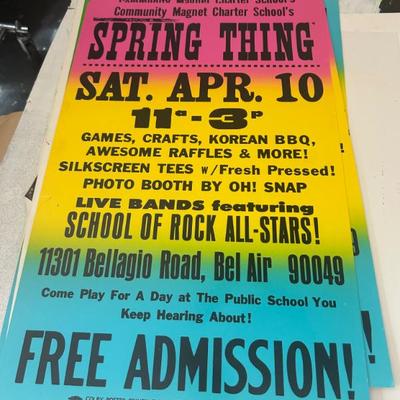 Community Magnet Charter School's
SPRING THING
SAT. APR. 10
11a-3P
GAMES, CRAFTS, KOREAN BBQ,
AWESOME RAFFLES & MORE!
SILKSCREEN TEES w/Fresh Pressed!
PHOTO BOOTH BY OH! SNAP
LIVE BANDS featuring
SCHOOL OF ROCK ALL-STARS!
11301 Bellagio Road, Bel Air 90049
Come Play For A Day at The Public School You
Keep Hearing About!
FREE ADMISSION!
COLBY POSTER